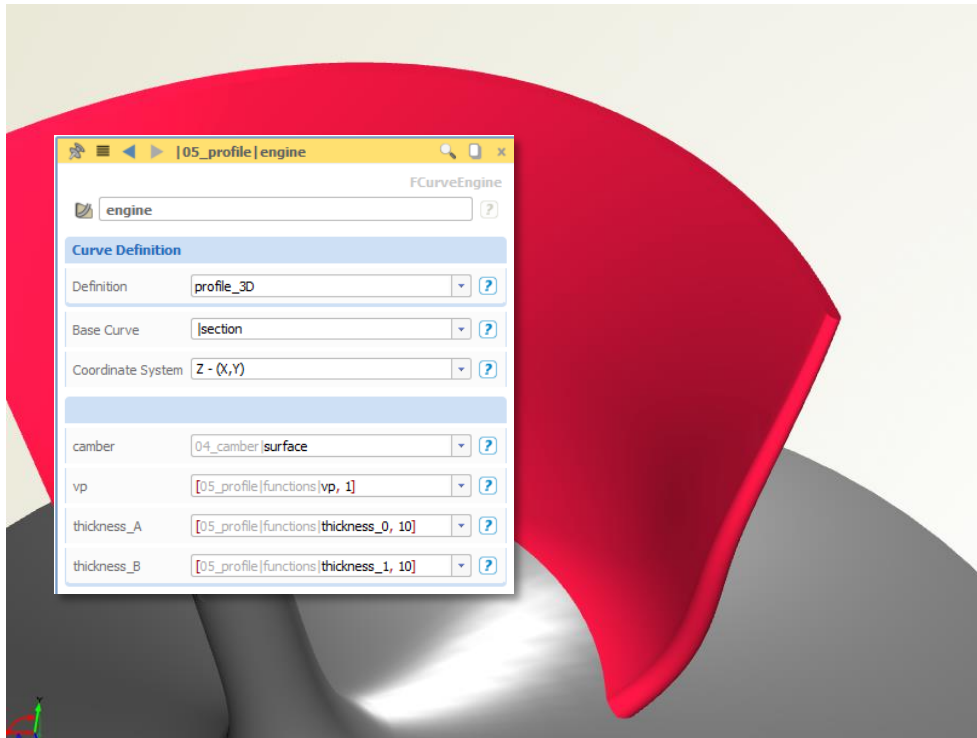 |05_profile|engine
FCurveEngine
engine
Curve Definition
Definition profile_3D
Base Curve |section
Coordinate System Z - (X,Y)
camber 04_camber|surface
vp [05_profile|functions|vp, 1]
thickness_A [05_profile|functions|thickness_0, 10]
thickness_B [05_profile|functions|thickness_1, 10]
Y